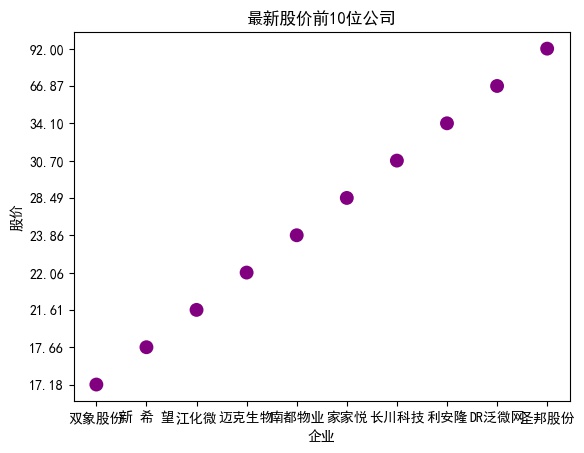 最新股价前10位公司
股价
92.00
66.87
34.10
30.70
28.49
23.86
22.06
21.61
17.66
17.18
双象股份
新 希 望
江化微
迈克生物
南都物业
家家悦
长川科技
利安隆
DR泛微网
圣邦股份
企业